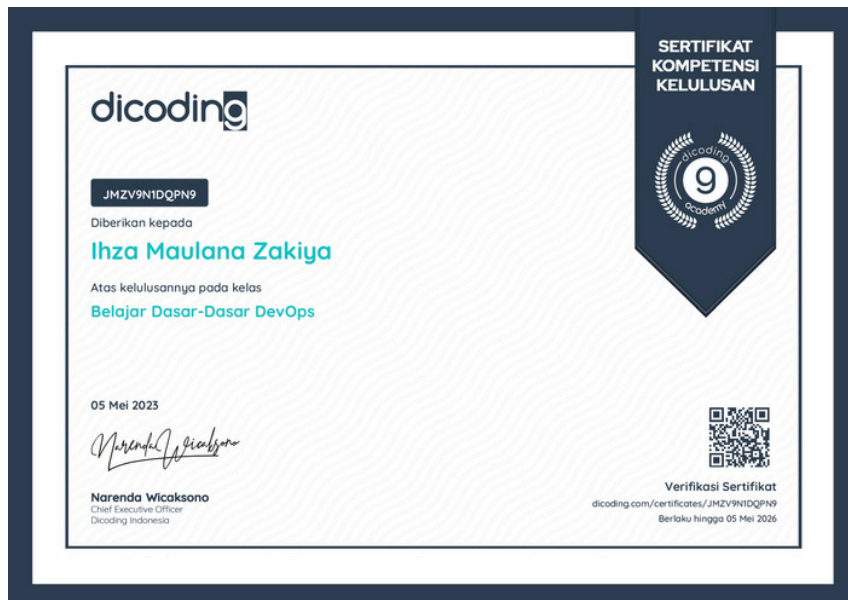 SERTIFIKAT
KOMPETENSI
KELULUSAN
dicoding
dicoding
9
academy
JMZV9N1DQPN9
Diberikan kepada
Ihza Maulana Zakiya
Atas kelulusannya pada kelas
Belajar Dasar-Dasar DevOps
05 Mei 2023
Narenda Wicaksono
Narenda Wicaksono
Chief Executive Officer
Dicoding Indonesia
Verifikasi Sertifikat
dicoding.com/certificates/JMZV9N1DQPN9
Berlaku hingga 05 Mei 2026